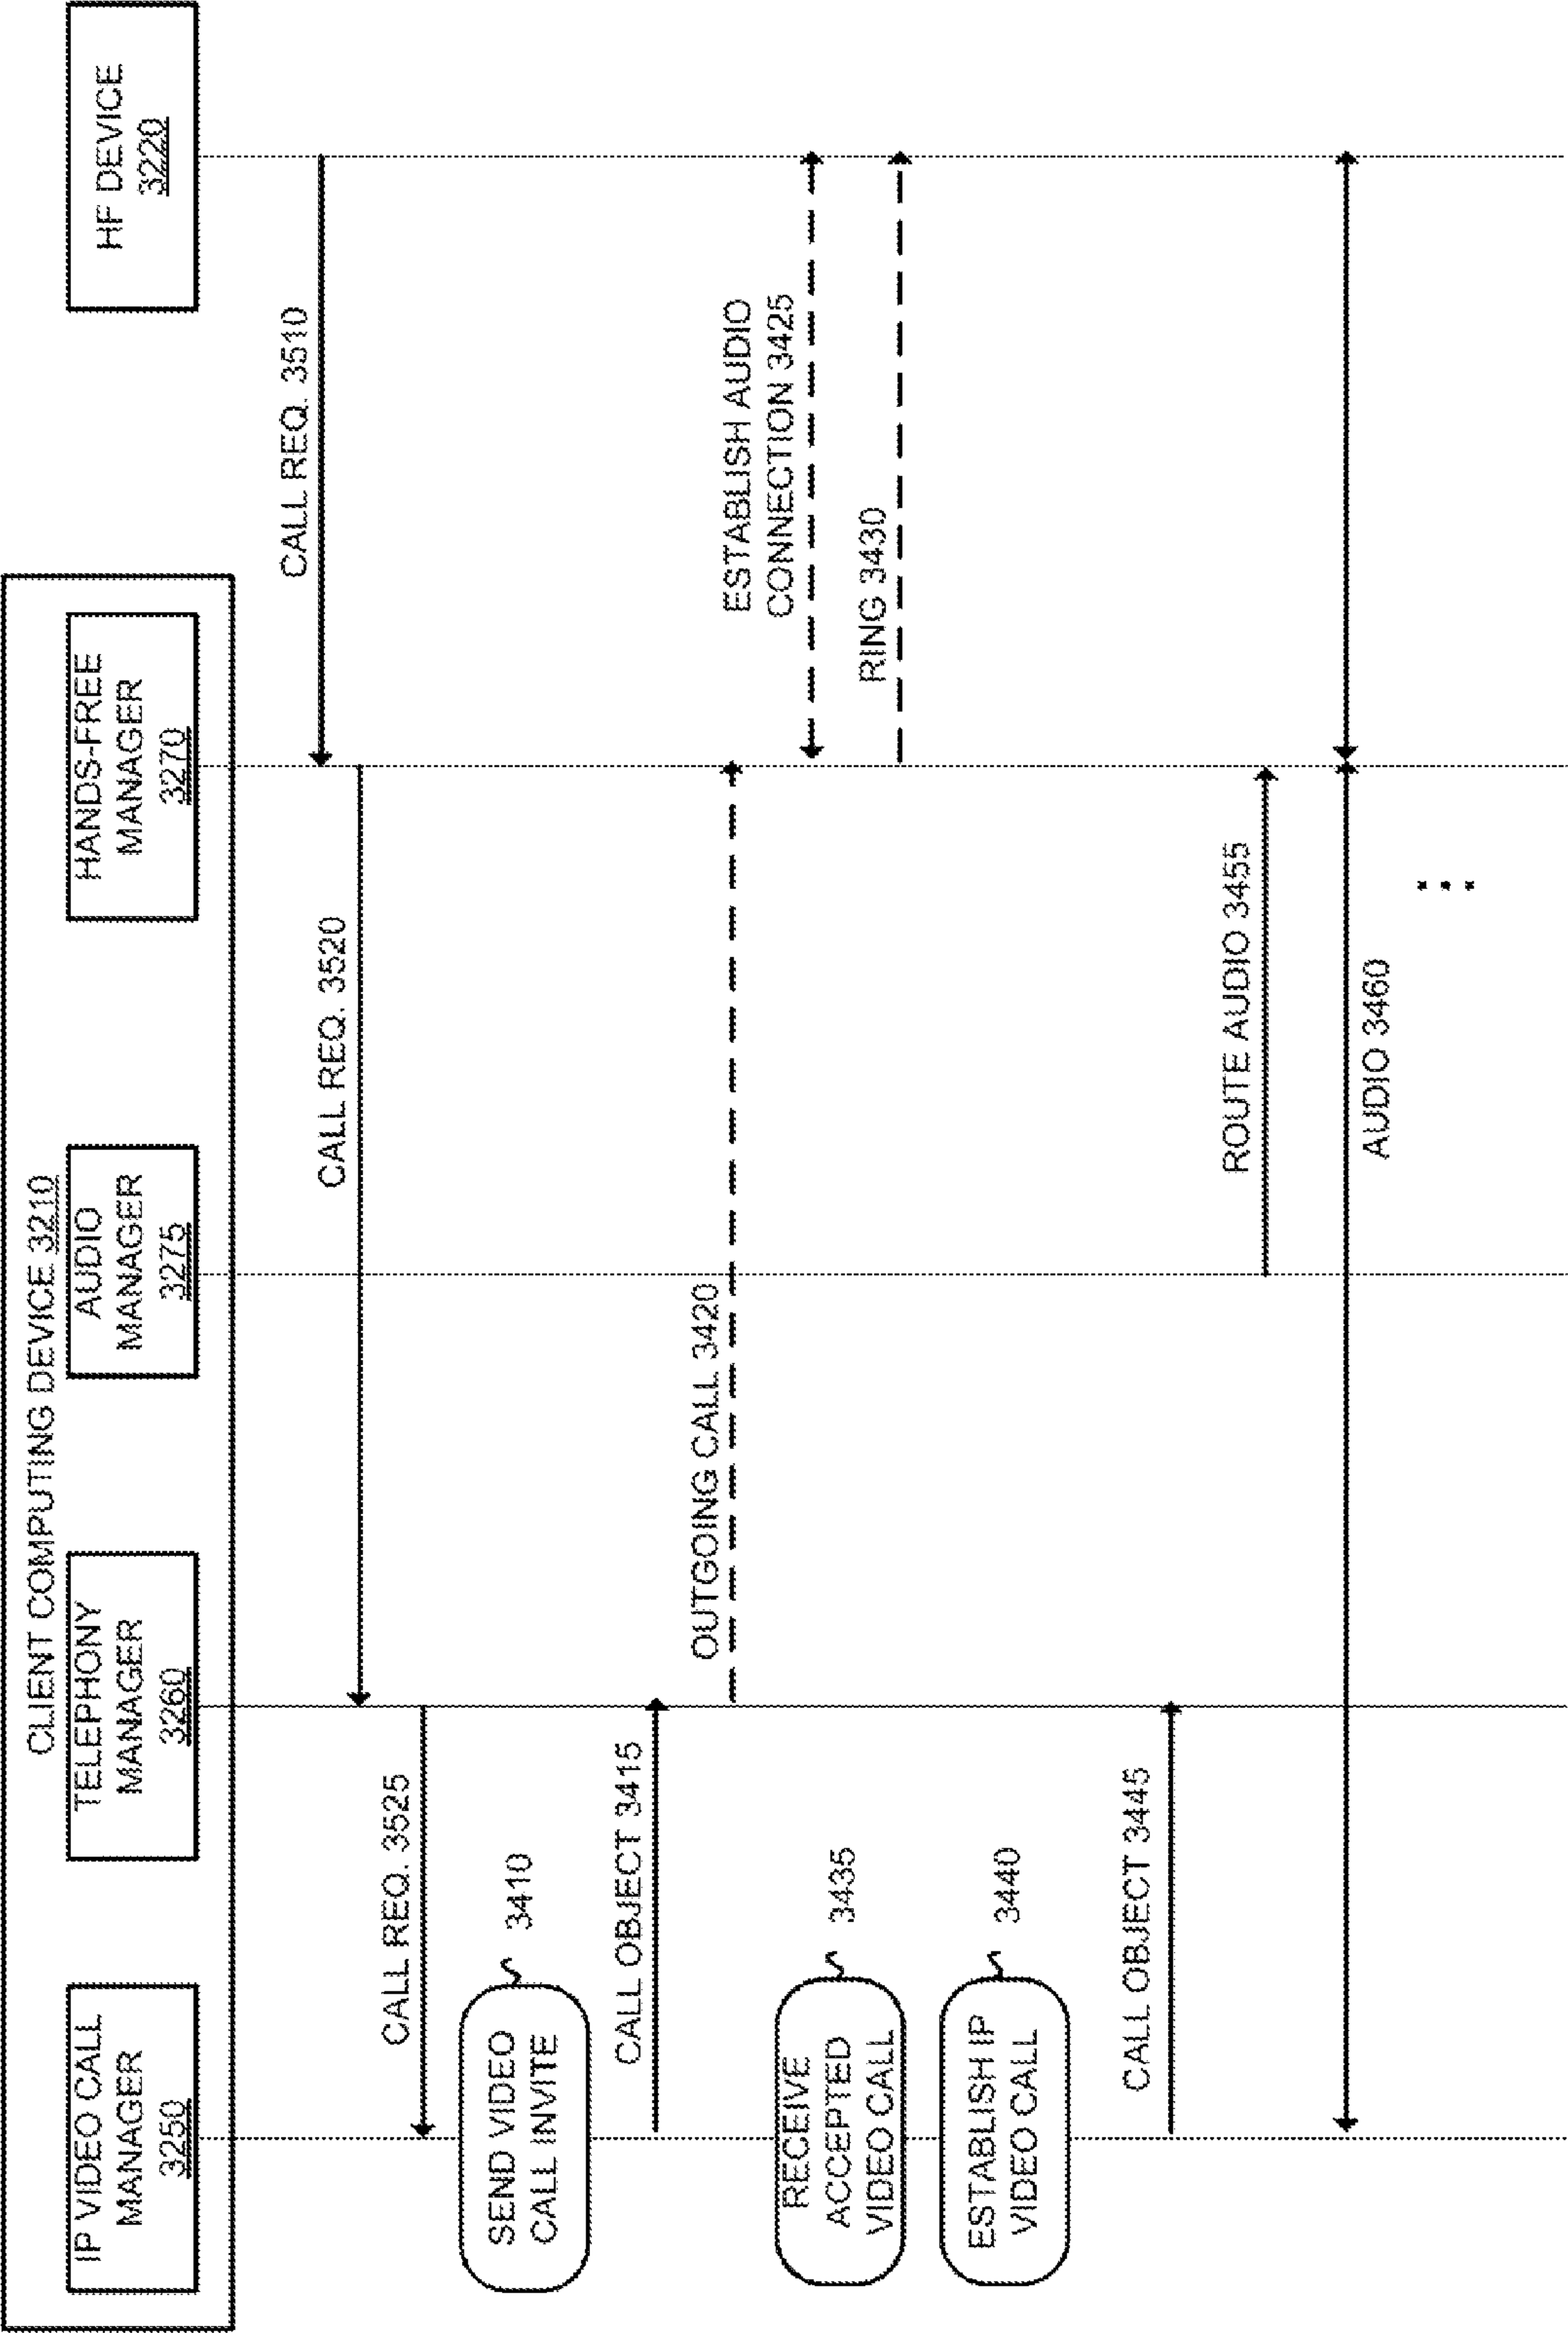 CLIENT COMPUTING DEVICE 3210
IP VIDEO CALL
MANAGER
3250
TELEPHONY
MANAGER
3260
AUDIO
MANAGER
3275
HANDS-FREE
MANAGER
3270
HF DEVICE
3220
CALL REQ. 3510
CALL REQ. 3520
CALL REQ. 3525
SEND VIDEO
CALL INVITE
3410
CALL OBJECT 3415
OUTGOING CALL 3420
ESTABLISH AUDIO
CONNECTION 3425
RING 3430
RECEIVE
ACCEPTED
VIDEO CALL
3435
ESTABLISH IP
VIDEO CALL
3440
CALL OBJECT 3445
ROUTE AUDIO 3455
AUDIO 3460